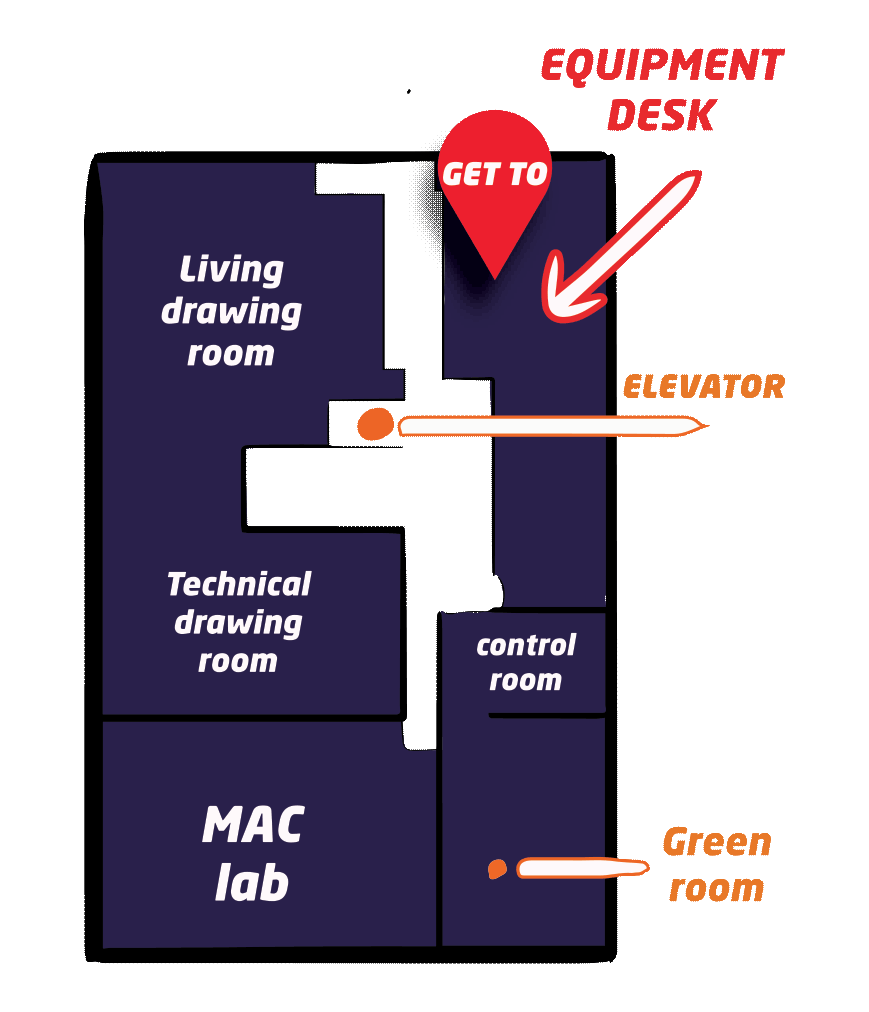 EQUIPMENT
DESK
GET TO
Living
drawing
room
ELEVATOR
Technical
drawing
room
control
room
MAC
lab
Green
room